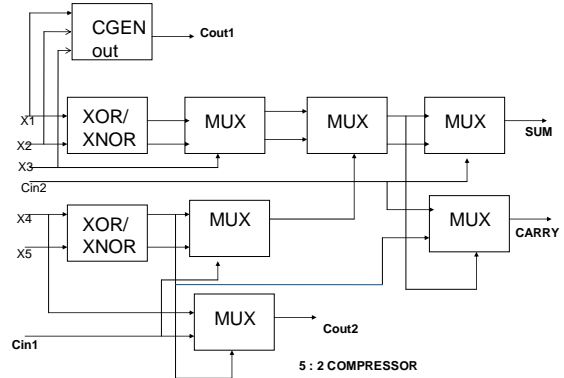 CGEN
out
Cout1
X1
XOR/
XNOR
MUX
MUX
MUX
X2
SUM
X3
Cin2
X4
XOR/
XNOR
MUX
MUX
CARRY
X5
MUX
Cout2
Cin1
5 : 2 COMPRESSOR